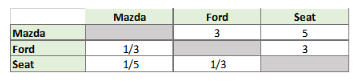 Mazda Ford Seat
Mazda 3 5
Ford 1/3 3
Seat 1/5 1/3